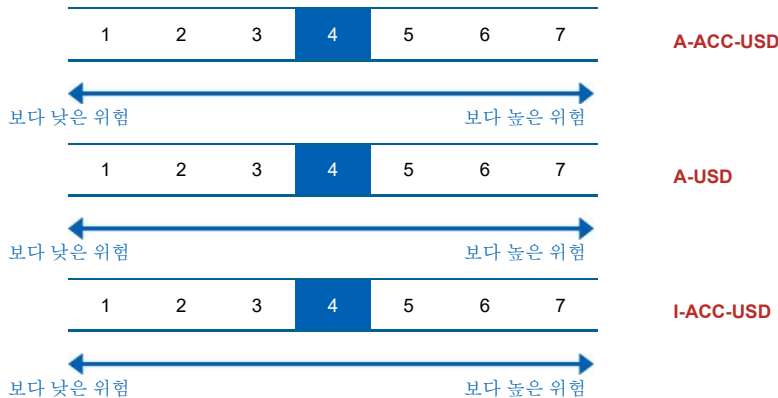 1 2 3 4 5 6 7 A-ACC-USD
보다 낮은 위험 보다 높은 위험
1 2 3 4 5 6 7 A-USD
보다 낮은 위험 보다 높은 위험
1 2 3 4 5 6 7 I-ACC-USD
보다 낮은 위험 보다 높은 위험